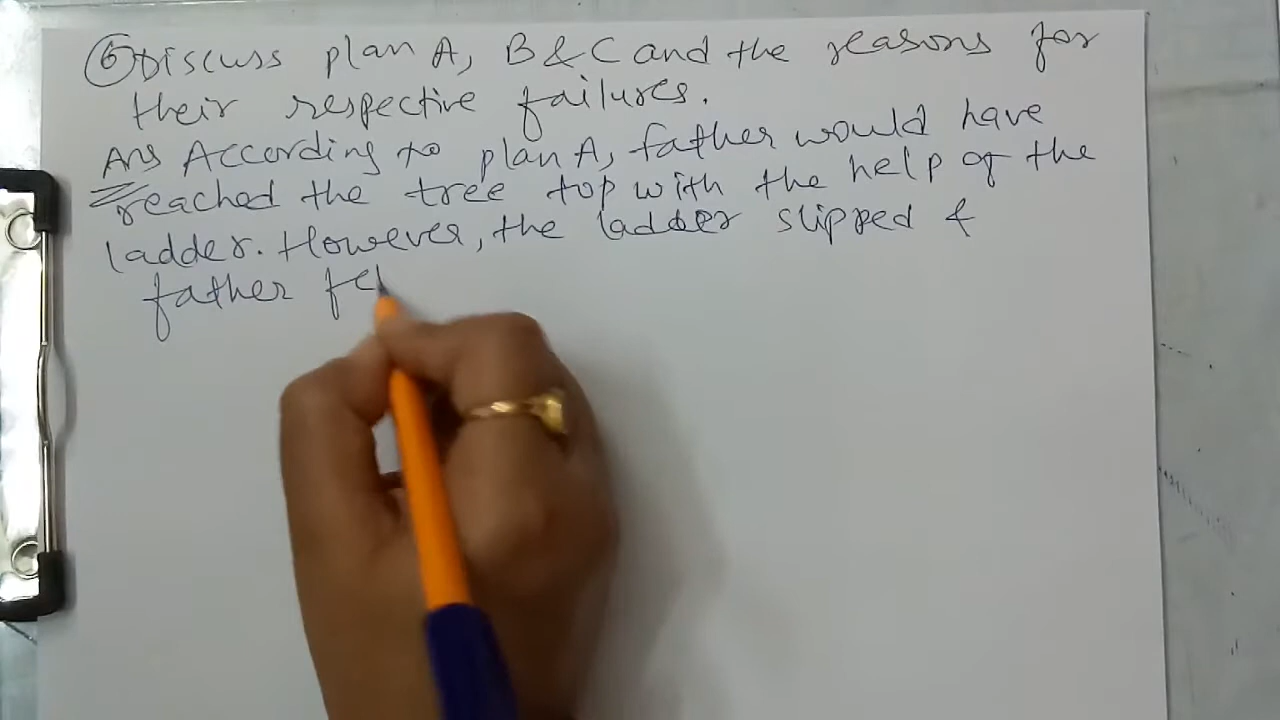 ⑥ Discuss plan A, B & C and the reasons for
their respective failures.
Ans According to plan A, father would have
reached the tree top with the help of the
ladder. However, the ladder slipped &
father fel